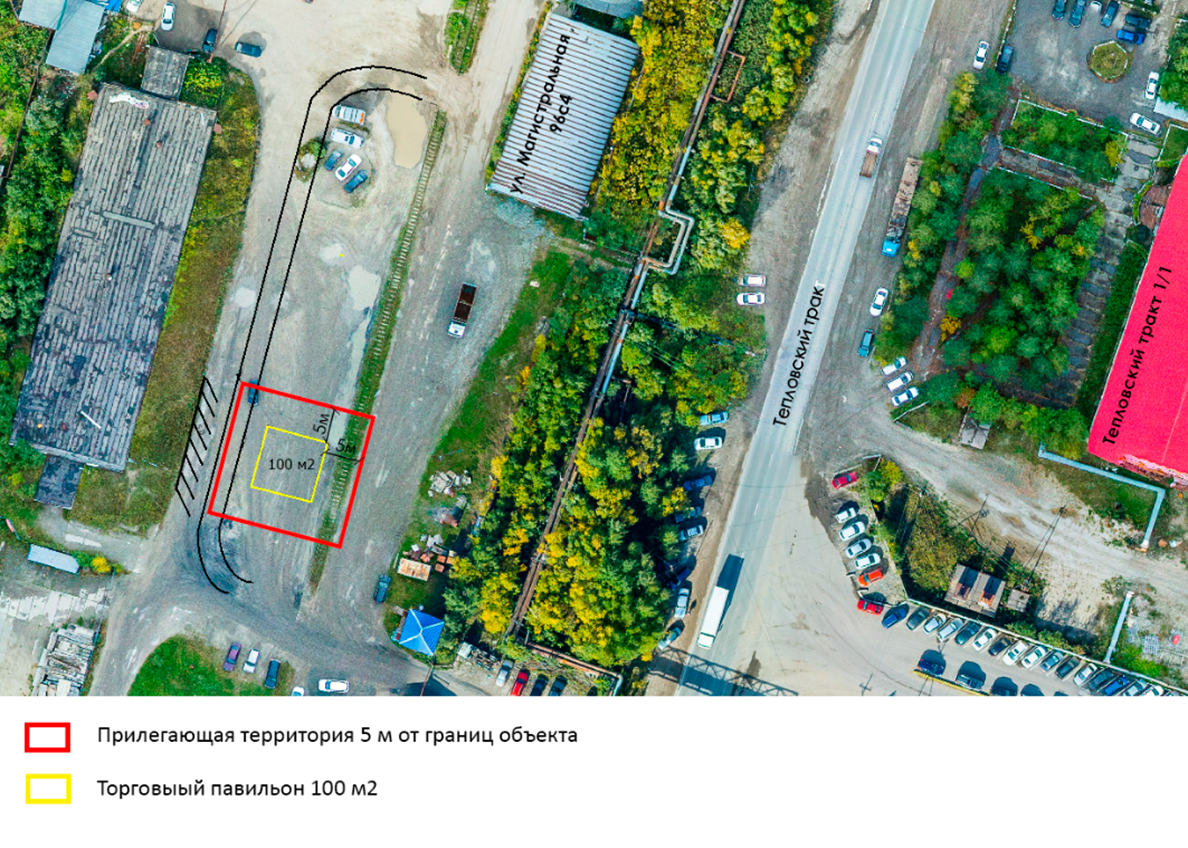 ул. Магистральная
96с4
Тепловский трак
Тепловский тракт 1/1
5м
5м
100 м2
Прилегающая территория 5 м от границ объекта
Торговыый павильон 100 м2